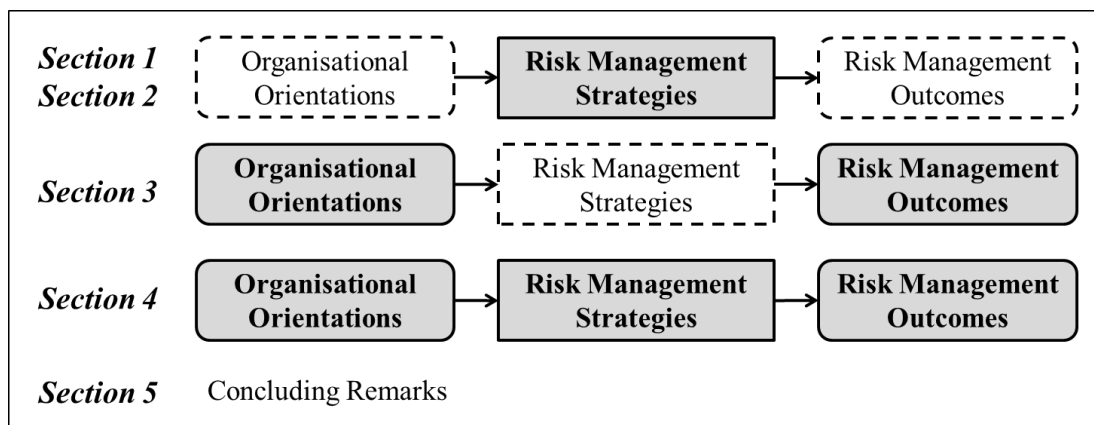 Section 1
Section 2
Organisational
Orientations
Risk Management
Strategies
Risk Management
Outcomes
Section 3
Organisational
Orientations
Risk Management
Strategies
Risk Management
Outcomes
Section 4
Organisational
Orientations
Risk Management
Strategies
Risk Management
Outcomes
Section 5
Concluding Remarks